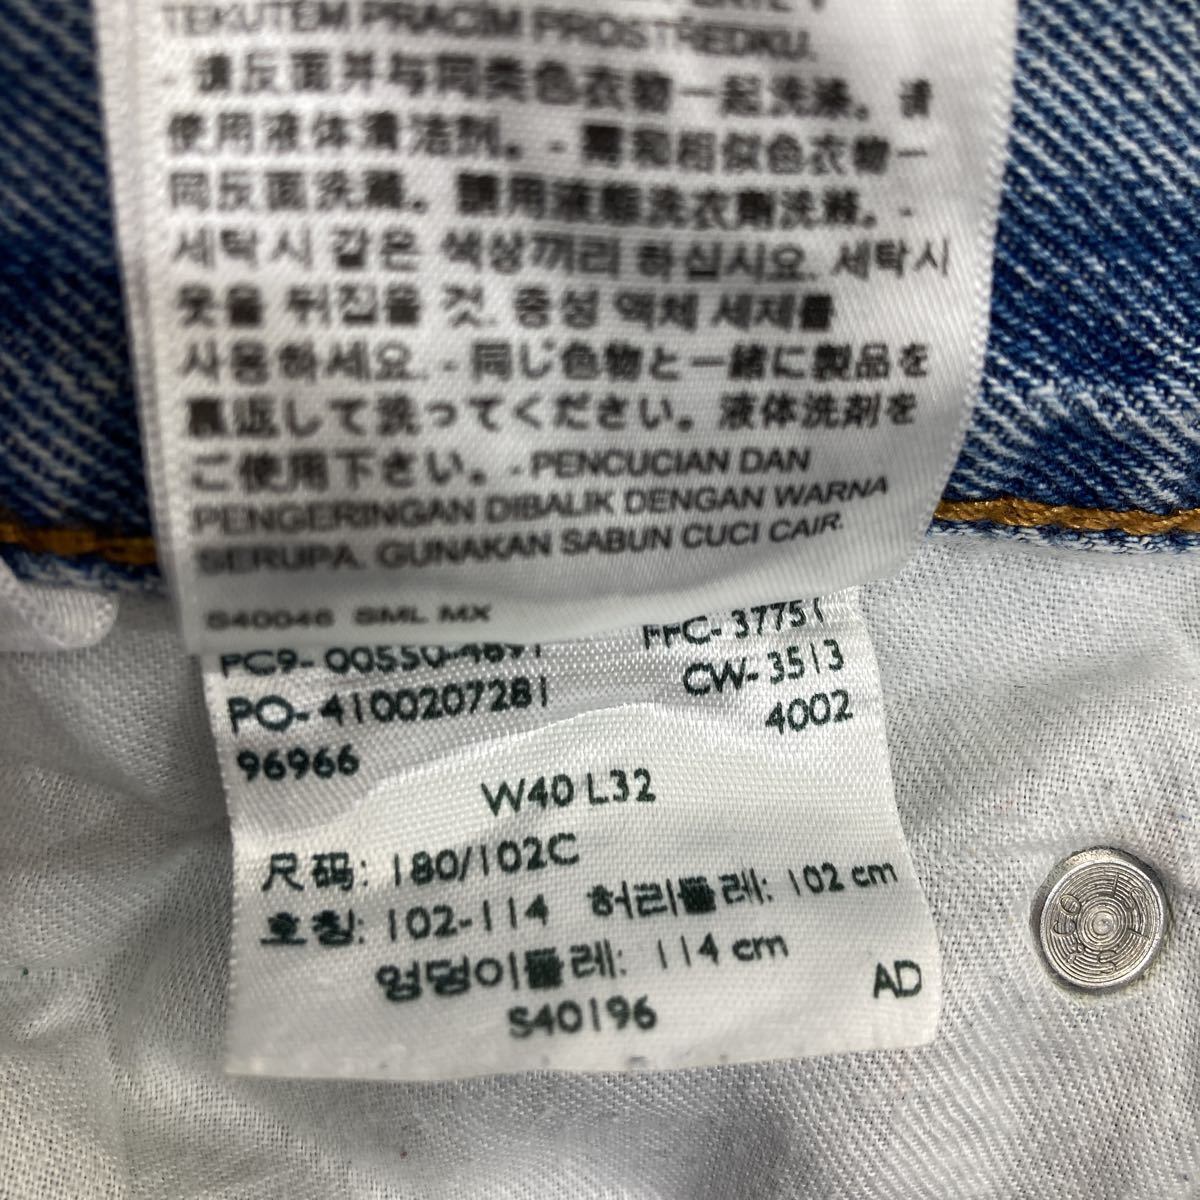 TEKUTEM PRACÍM PROSTŘEDKU.
- 请反面并与同类色衣物一起洗涤。请
使用液体清洁剂。- 需和相似色衣物一
同反面洗滌。請用液態洗衣劑洗滌。-
세탁시 같은 색상끼리 하십시요. 세탁시
옷을 뒤집을 것. 중성 액체 세제를
사용하세요. - 同じ色物と一緒に製品を
裏返して洗ってください。液体洗剤を
ご使用下さい。- PENCUCIAN DAN
PENGERINGAN DIBALIK DENGAN WARNA
SERUPA. GUNAKAN SABUN CUCI CAIR.
S40046 SML MX
PC9- 00550-4891 FFC- 37751
PO- 4100207281 CW- 3513
96966 4002
W40 L32
尺码: 180/102C
호칭: 102-114 허리둘레: 102 cm
엉덩이둘레: 114 cm
S40196 AD